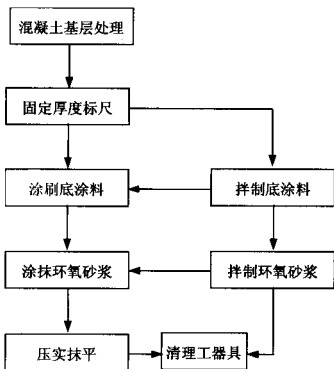 混凝土基层处理
固定厚度标尺
涂刷底涂料
拌制底涂料
涂抹环氧砂浆
拌制环氧砂浆
压实抹平
清理工器具